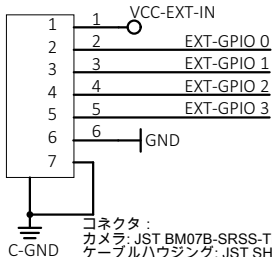 VCC-EXT-IN
1 1
2 2 EXT-GPIO 0
3 3 EXT-GPIO 1
4 4 EXT-GPIO 2
5 5 EXT-GPIO 3
6 6 GND
7
C-GND
コネクタ :
カメラ: JST BM07B-SRSS-T
ケーブルハウジング: JST SH